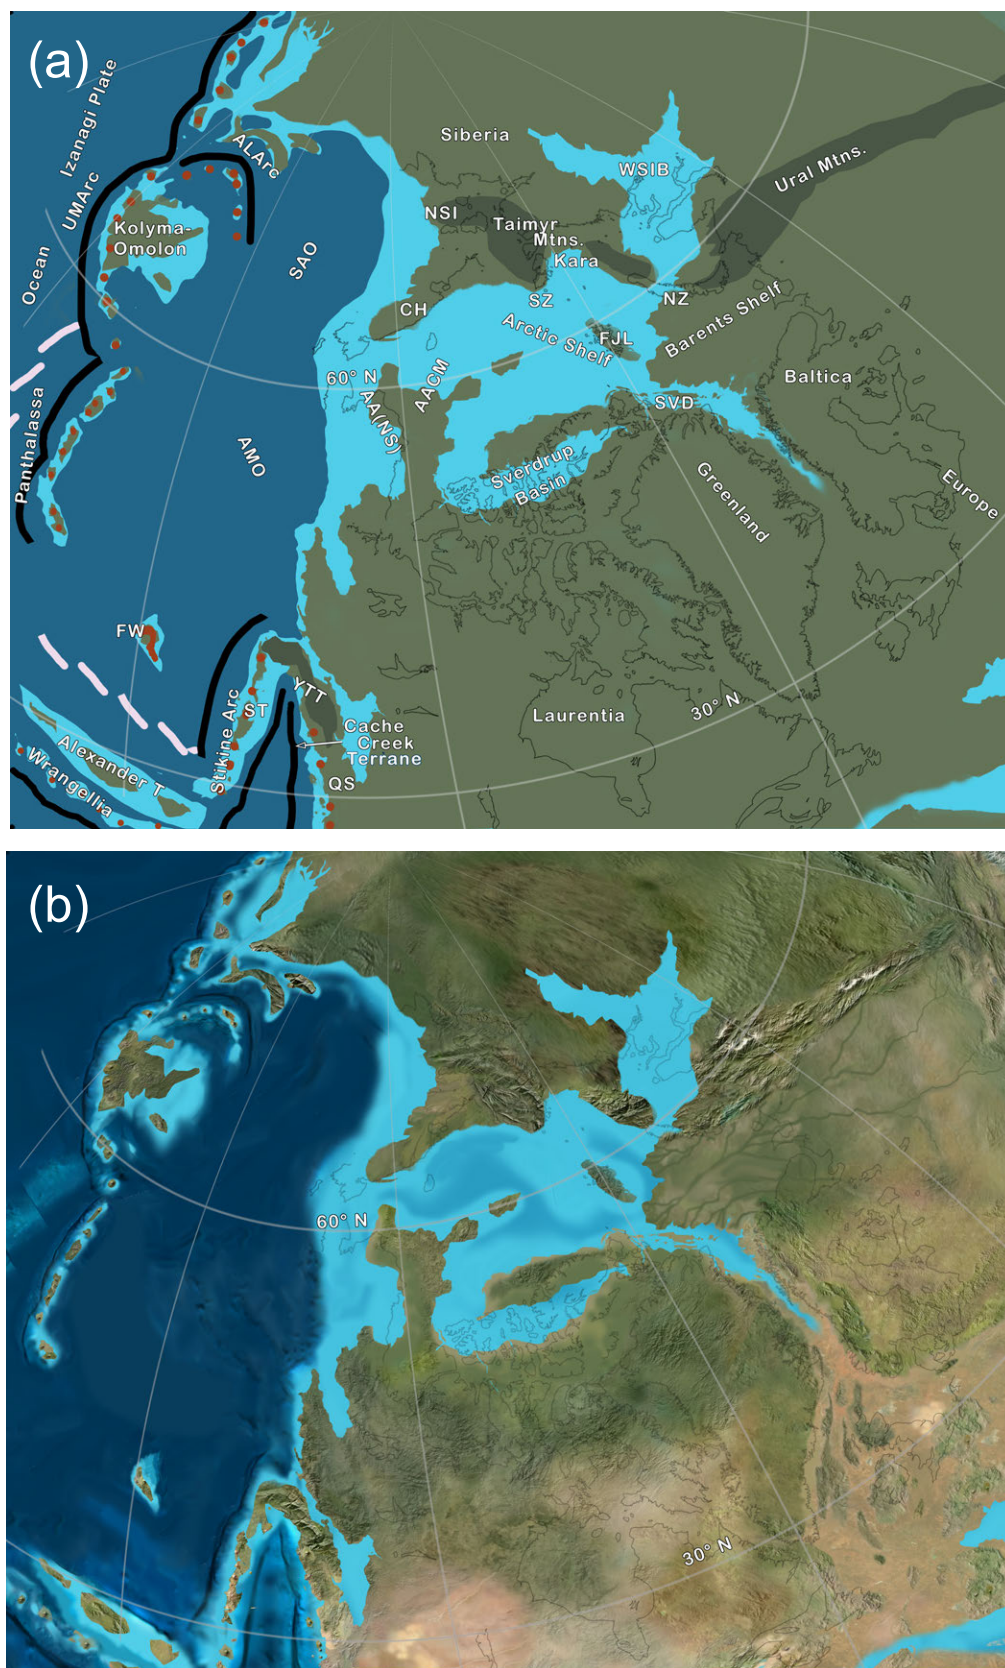 (a)
Izanagi Plate
UMArc
Ocean
Panthalassa
ALArc
Kolyma-
Omolon
SAO
Siberia
WSIB
Ural Mtns.
NSI
Taimyr
Mtns.
Kara
SZ
NZ
CH
Arctic Shelf
FJL
Barents Shelf
60° N
AACM
AA(NS)
SVD
Baltica
AMO
Sverdrup
Basin
Greenland
Europe
FW
YTT
ST
Stikine Arc
Cache
Creek
Terrane
QS
Alexander T
Wrangellia
Laurentia
30° N
(b)
60° N
30° N